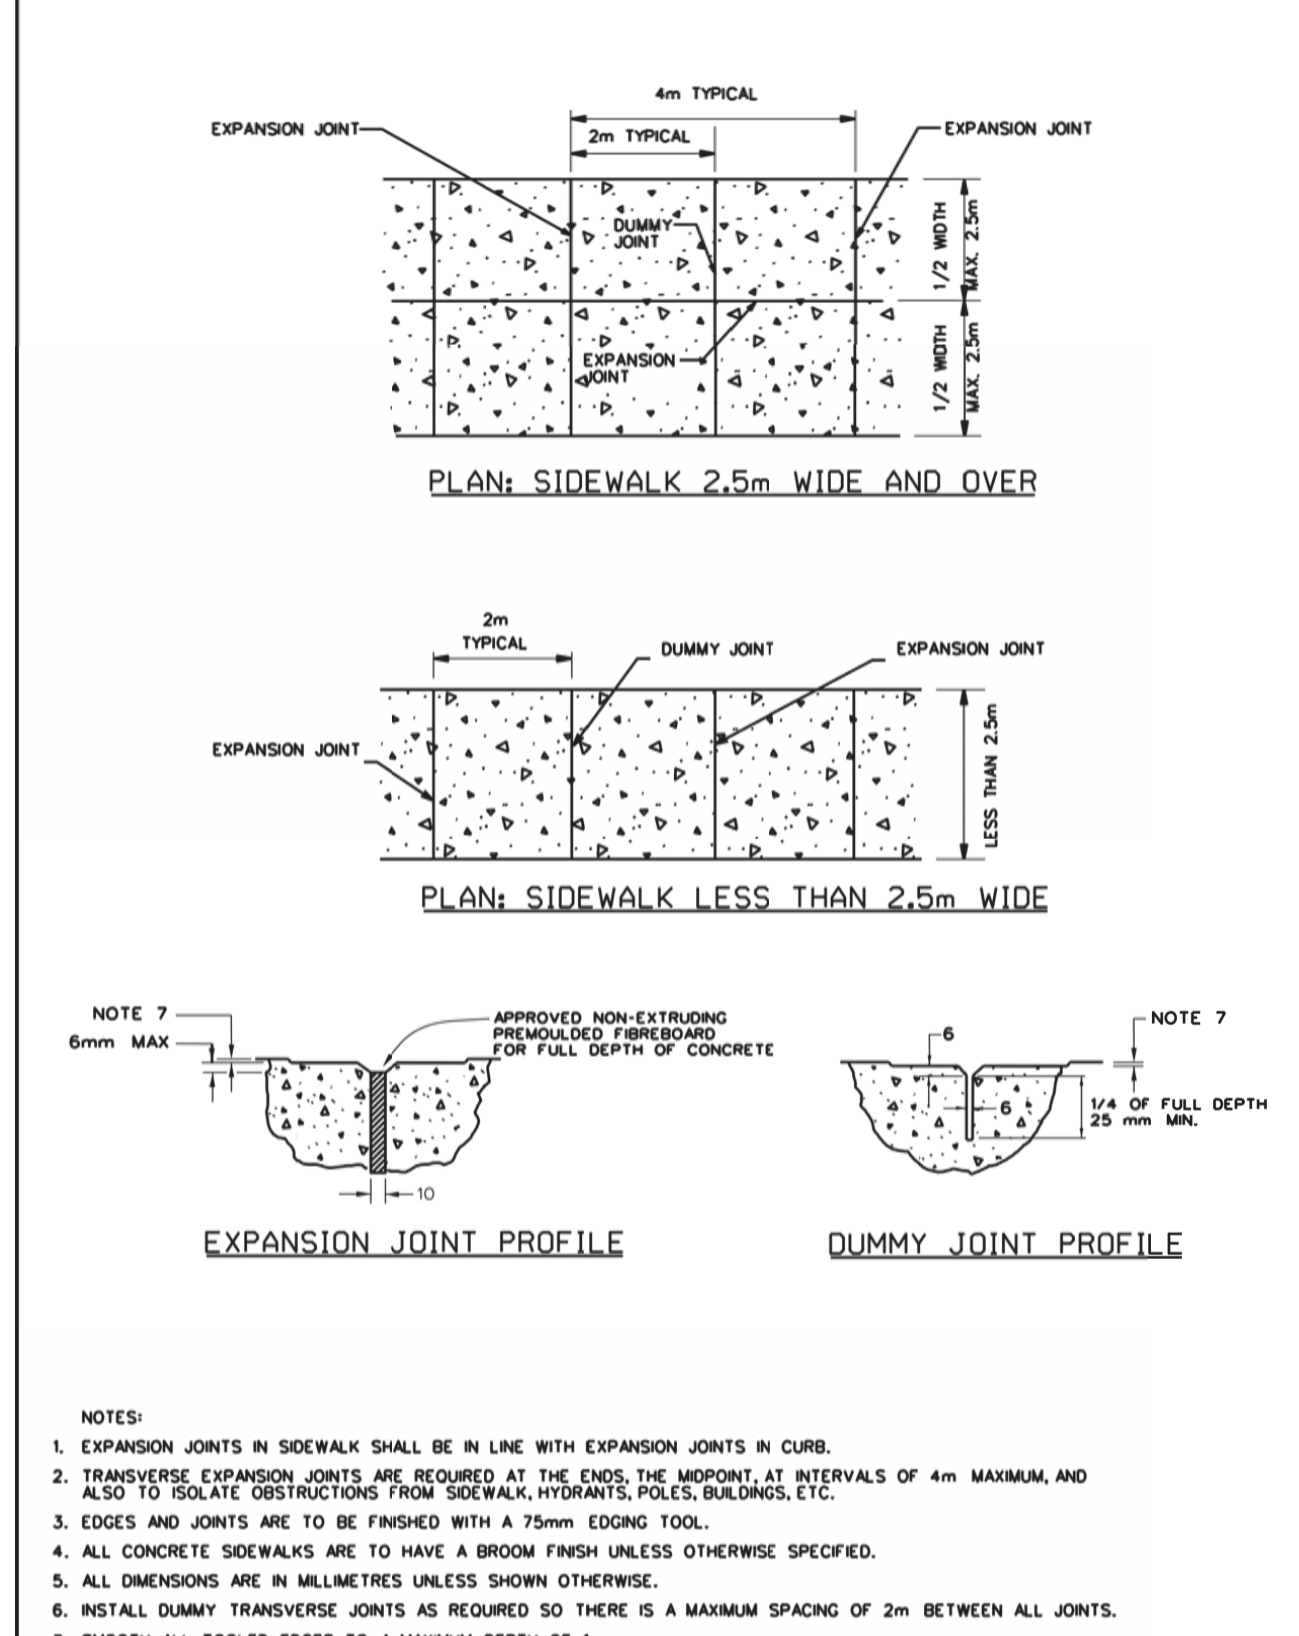 4m TYPICAL
EXPANSION JOINT
2m TYPICAL
EXPANSION JOINT
DUMMY
JOINT
1/2 WIDTH
MAX. 2.5m
EXPANSION
JOINT
1/2 WIDTH
MAX. 2.5m
PLAN: SIDEWALK 2.5m WIDE AND OVER
2m
TYPICAL
DUMMY JOINT
EXPANSION JOINT
EXPANSION JOINT
LESS THAN 2.5m
PLAN: SIDEWALK LESS THAN 2.5m WIDE
NOTE 7
6mm MAX
APPROVED NON-EXTRUDING
PREMOULDED FIBREBOARD
FOR FULL DEPTH OF CONCRETE
10
EXPANSION JOINT PROFILE
6
NOTE 7
6
1/4 OF FULL DEPTH
25 mm MIN.
DUMMY JOINT PROFILE
NOTES:
1. EXPANSION JOINTS IN SIDEWALK SHALL BE IN LINE WITH EXPANSION JOINTS IN CURB.
2. TRANSVERSE EXPANSION JOINTS ARE REQUIRED AT THE ENDS, THE MIDPOINT, AT INTERVALS OF 4m MAXIMUM, AND
ALSO TO ISOLATE OBSTRUCTIONS FROM SIDEWALK, HYDRANTS, POLES, BUILDINGS, ETC.
3. EDGES AND JOINTS ARE TO BE FINISHED WITH A 75mm EDGING TOOL.
4. ALL CONCRETE SIDEWALKS ARE TO HAVE A BROOM FINISH UNLESS OTHERWISE SPECIFIED.
5. ALL DIMENSIONS ARE IN MILLIMETRES UNLESS SHOWN OTHERWISE.
6. INSTALL DUMMY TRANSVERSE JOINTS AS REQUIRED SO THERE IS A MAXIMUM SPACING OF 2m BETWEEN ALL JOINTS.